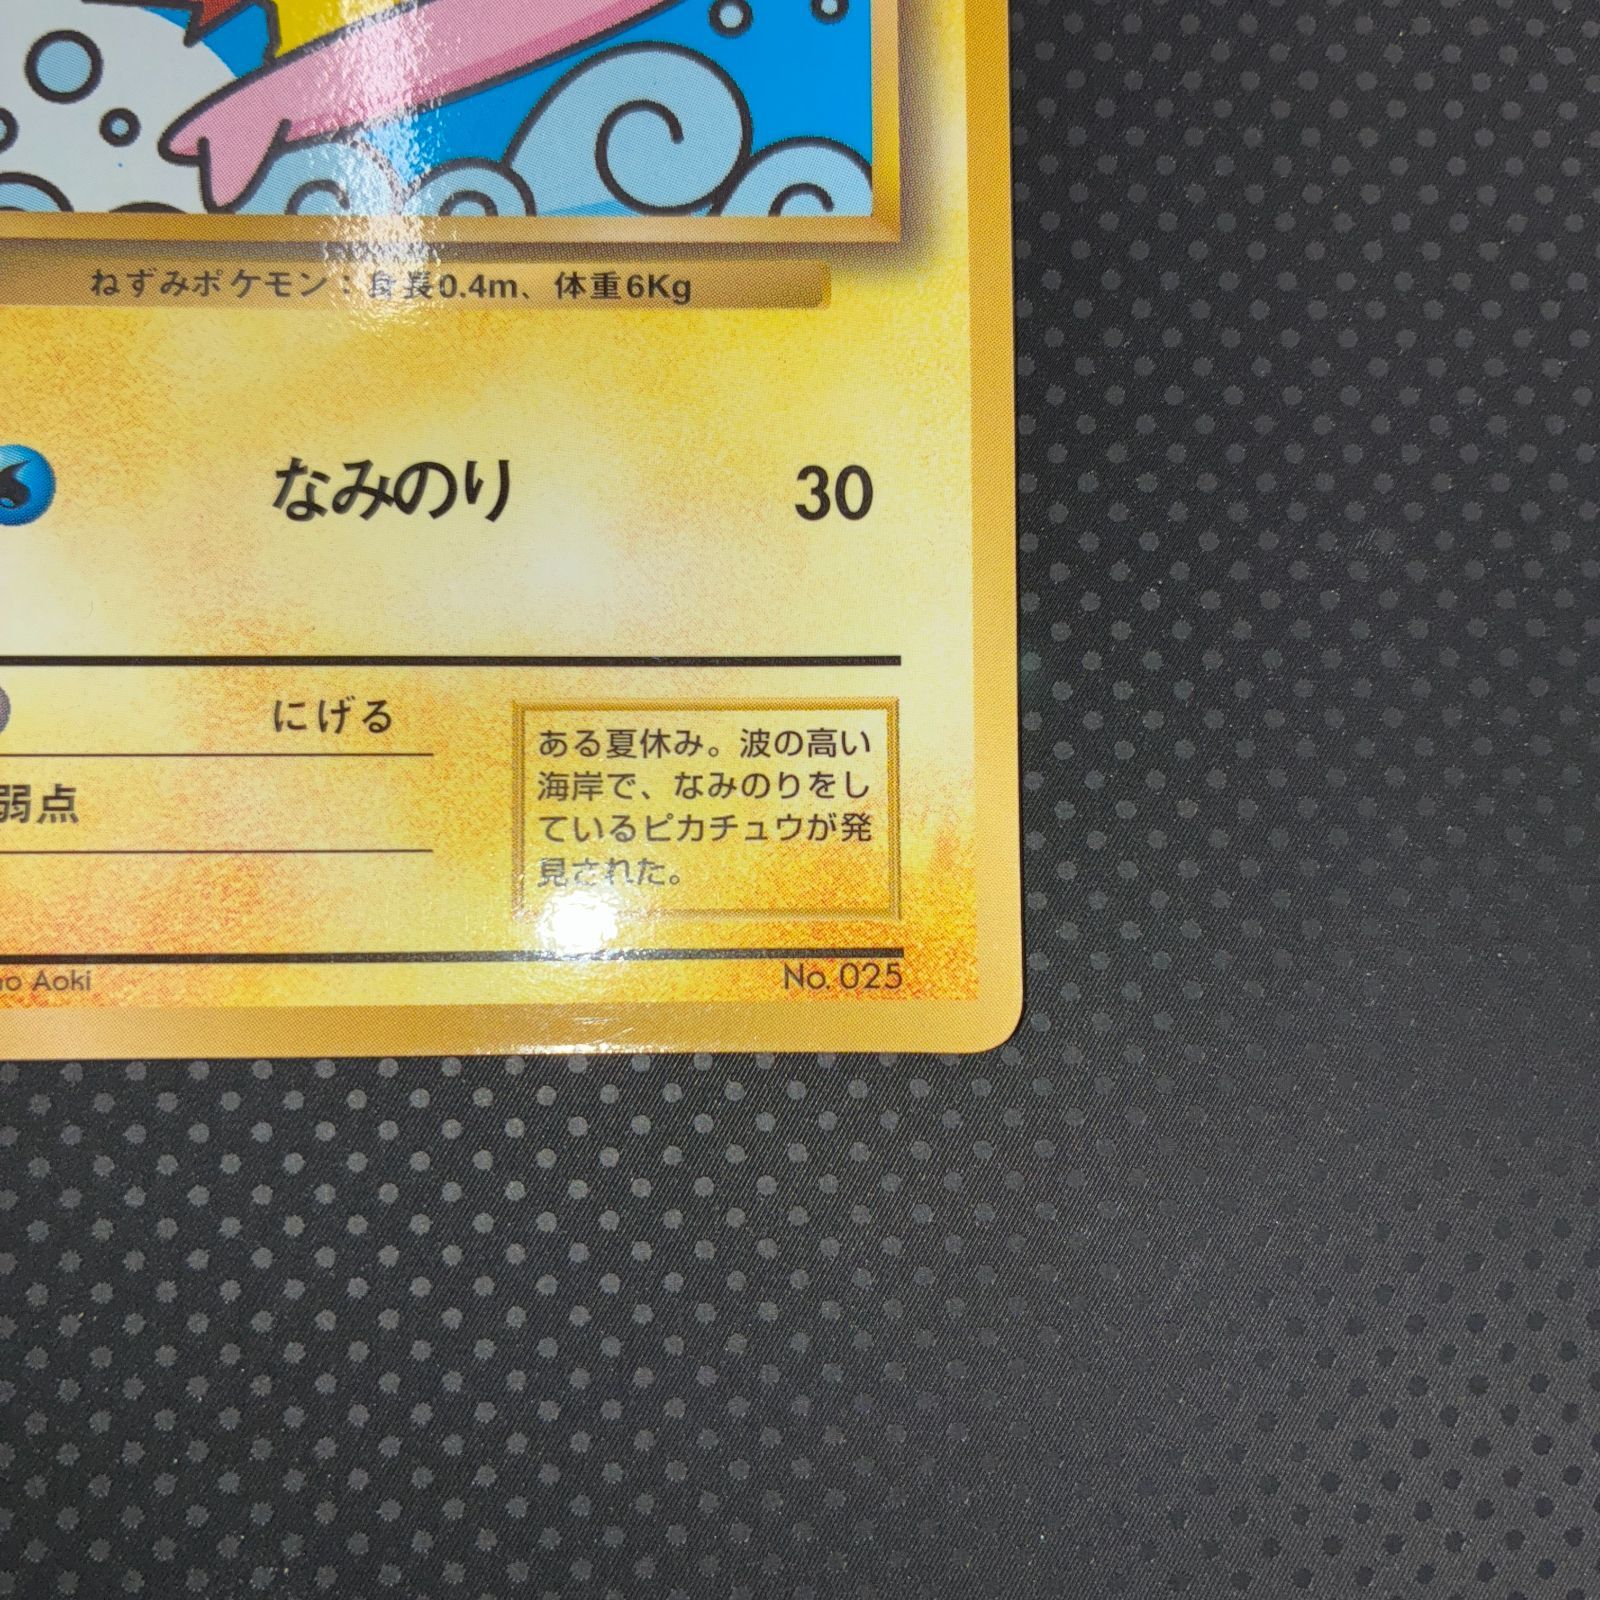 ねずみポケモン：身長0.4m、体重6Kg
なみのり 30
にげる
弱点
ある夏休み。波の高い
海岸で、なみのりをし
ているピカチュウが発
見された。
Aoki
No. 025